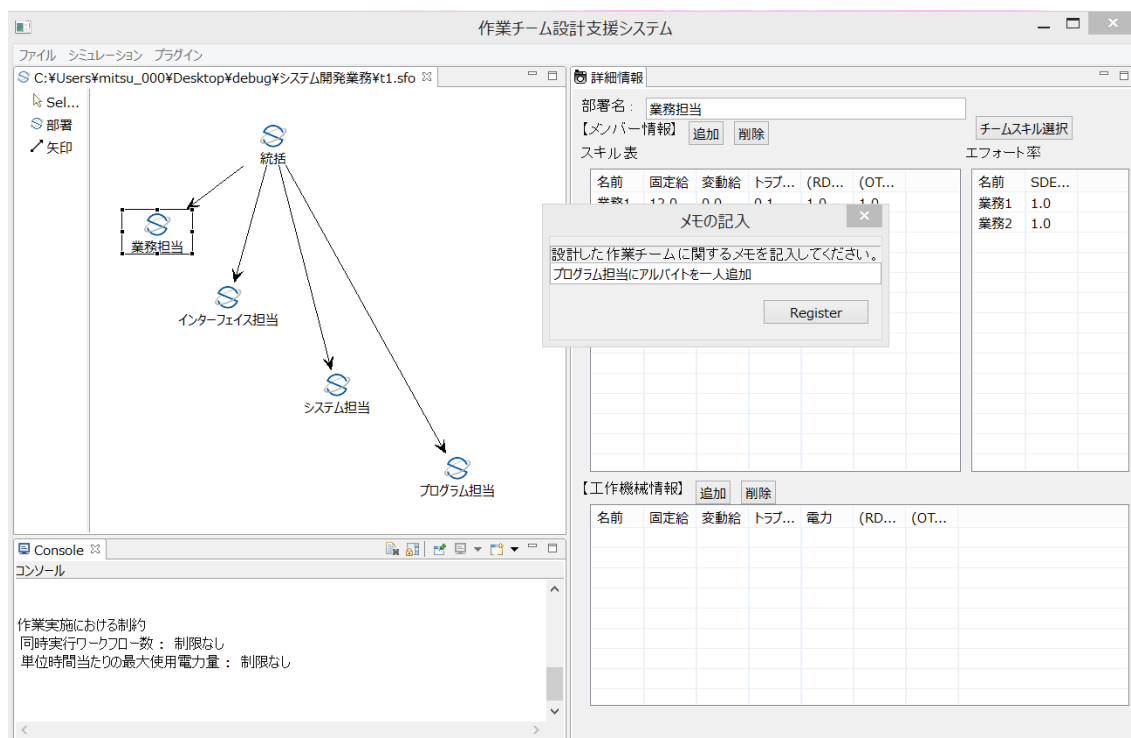 作業チーム設計支援システム
ファイル シミュレーション プラグイン
C:¥Users¥mitsu_000¥Desktop¥debug¥システム開発業務¥t1.sfo
Sel...
部署
矢印
統括
業務担当
インターフェイス担当
システム担当
プログラム担当
Console
コンソール
作業実施における制約
同時実行ワークフロー数 : 制限なし
単位時間当たりの最大使用電力量 : 制限なし
詳細情報
部署名 : 業務担当
【メンバー情報】 追加 削除
チームスキル選択
スキル表
エフォート率
名前 固定給 変動給 トラブ... (RD... (OT...
業務1 12.0 0.0 0.1 1.0 1.0
名前 SDE...
業務1 1.0
業務2 1.0
メモの記入
設計した作業チームに関するメモを記入してください。
プログラム担当にアルバイトを一人追加
Register
【工作機械情報】 追加 削除
名前 固定給 変動給 トラブ... 電力 (RD... (OT...